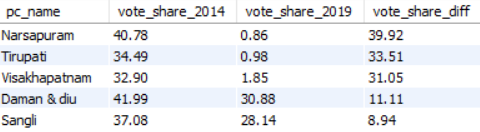 pc_name vote_share_2014 vote_share_2019 vote_share_diff
Narsapuram 40.78 0.86 39.92
Tirupati 34.49 0.98 33.51
Visakhapatnam 32.90 1.85 31.05
Daman & diu 41.99 30.88 11.11
Sangli 37.08 28.14 8.94